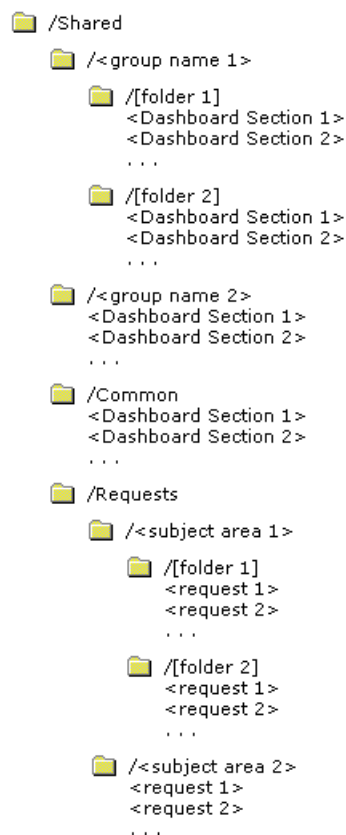 /Shared
/<group name 1>
/[folder 1]
<Dashboard Section 1>
<Dashboard Section 2>
. . .
/[folder 2]
<Dashboard Section 1>
<Dashboard Section 2>
. . .
/<group name 2>
<Dashboard Section 1>
<Dashboard Section 2>
. . .
/Common
<Dashboard Section 1>
<Dashboard Section 2>
. . .
/Requests
/<subject area 1>
/[folder 1]
<request 1>
<request 2>
. . .
/[folder 2]
<request 1>
<request 2>
. . .
/<subject area 2>
<request 1>
<request 2>
. . .